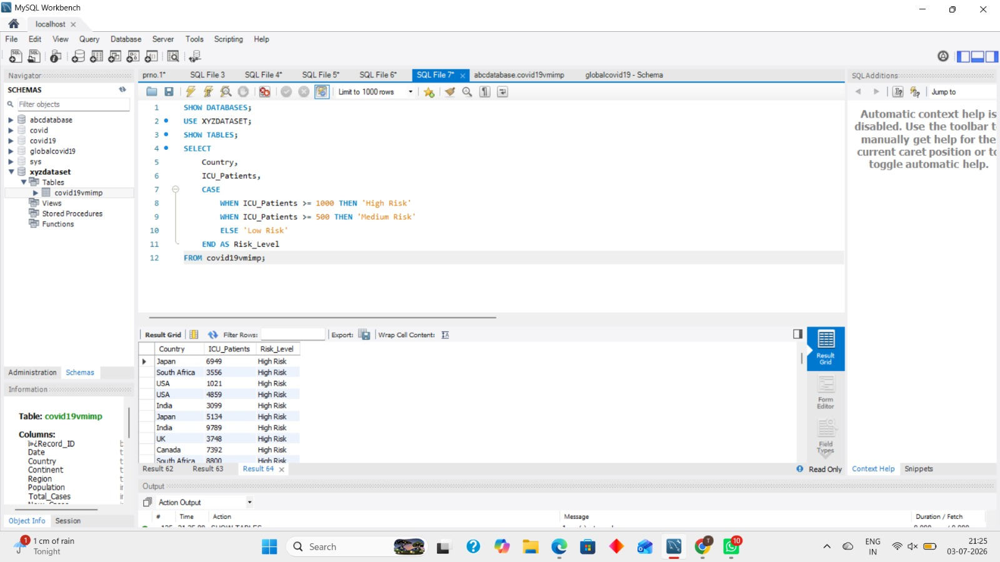 MySQL Workbench
localhost
File Edit View Query Database Server Tools Scripting Help
Navigator
SCHEMAS
Filter objects
abcdatabase
covid
covid19
globalcovid19
sys
xyzdataset
Tables
covid19vmimp
Views
Stored Procedures
Functions
Administration Schemas
Information
Table: covid19vmimp
Columns:
Record_ID
Date
Country
Continent
Region
Population
Total_Cases
Object Info Session
prno.1* SQL File 3 SQL File 4* SQL File 5* SQL File 6* SQL File 7* abcdatabase.covid19vmimp globalcovid19 - Schema
Limit to 1000 rows
1 SHOW DATABASES;
2 USE XYZDATASET;
3 SHOW TABLES;
4 SELECT
5 Country,
6 ICU_Patients,
7 CASE
8 WHEN ICU_Patients >= 1000 THEN 'High Risk'
9 WHEN ICU_Patients >= 500 THEN 'Medium Risk'
10 ELSE 'Low Risk'
11 END AS Risk_Level
12 FROM covid19vmimp;
Result Grid Filter Rows: Export: Wrap Cell Content:
Country ICU_Patients Risk_Level
Japan 6949 High Risk
South Africa 3556 High Risk
USA 1021 High Risk
USA 4859 High Risk
India 3099 High Risk
Japan 5134 High Risk
India 9789 High Risk
UK 3748 High Risk
Canada 7392 High Risk
South Africa 8800 High Risk
Result 62 Result 63 Result 64
Result
Grid
Form
Editor
Field
Types
Read Only
Output
Action Output
# Time Action Message Duration / Fetch
SHOW TABLES
SQLAdditions
Jump to
Automatic context help is
disabled. Use the toolbar
manually get help for the
current caret position or
toggle automatic help.
Context Help Snippets
1
1 cm of rain
Tonight
Search
T
10
ENG
IN
21:25
03-07-2026